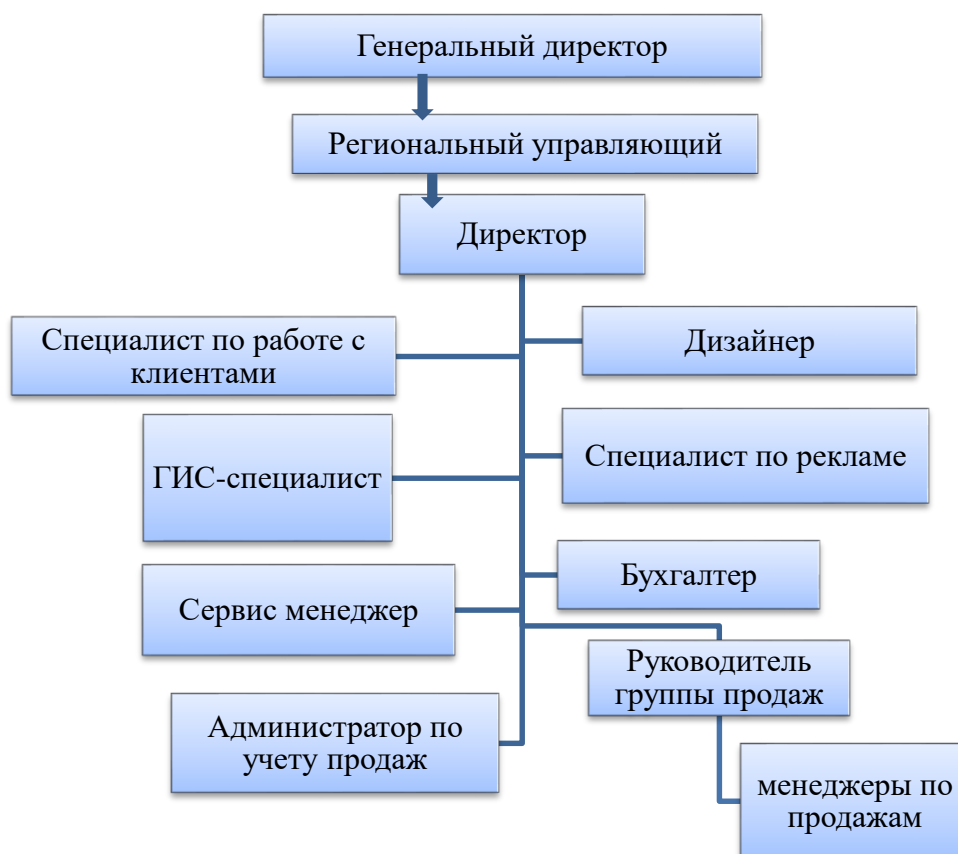 Генеральный директор
Региональный управляющий
Директор
Специалист по работе с
клиентами
Дизайнер
ГИС-специалист
Специалист по рекламе
Сервис менеджер
Бухгалтер
Администратор по
учету продаж
Руководитель
группы продаж
менеджеры по
продажам